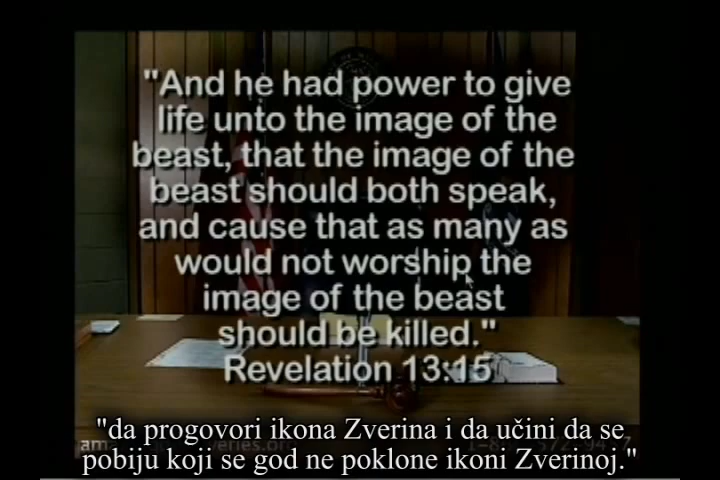 "And he had power to give
life unto the image of the
beast, that the image of the
beast should both speak,
and cause that as many as
would not worship the
image of the beast
should be killed."
Revelation 13:15
"da progovori ikona Zverina i da učini da se
pobiju koji se god ne poklone ikoni Zverinoj."